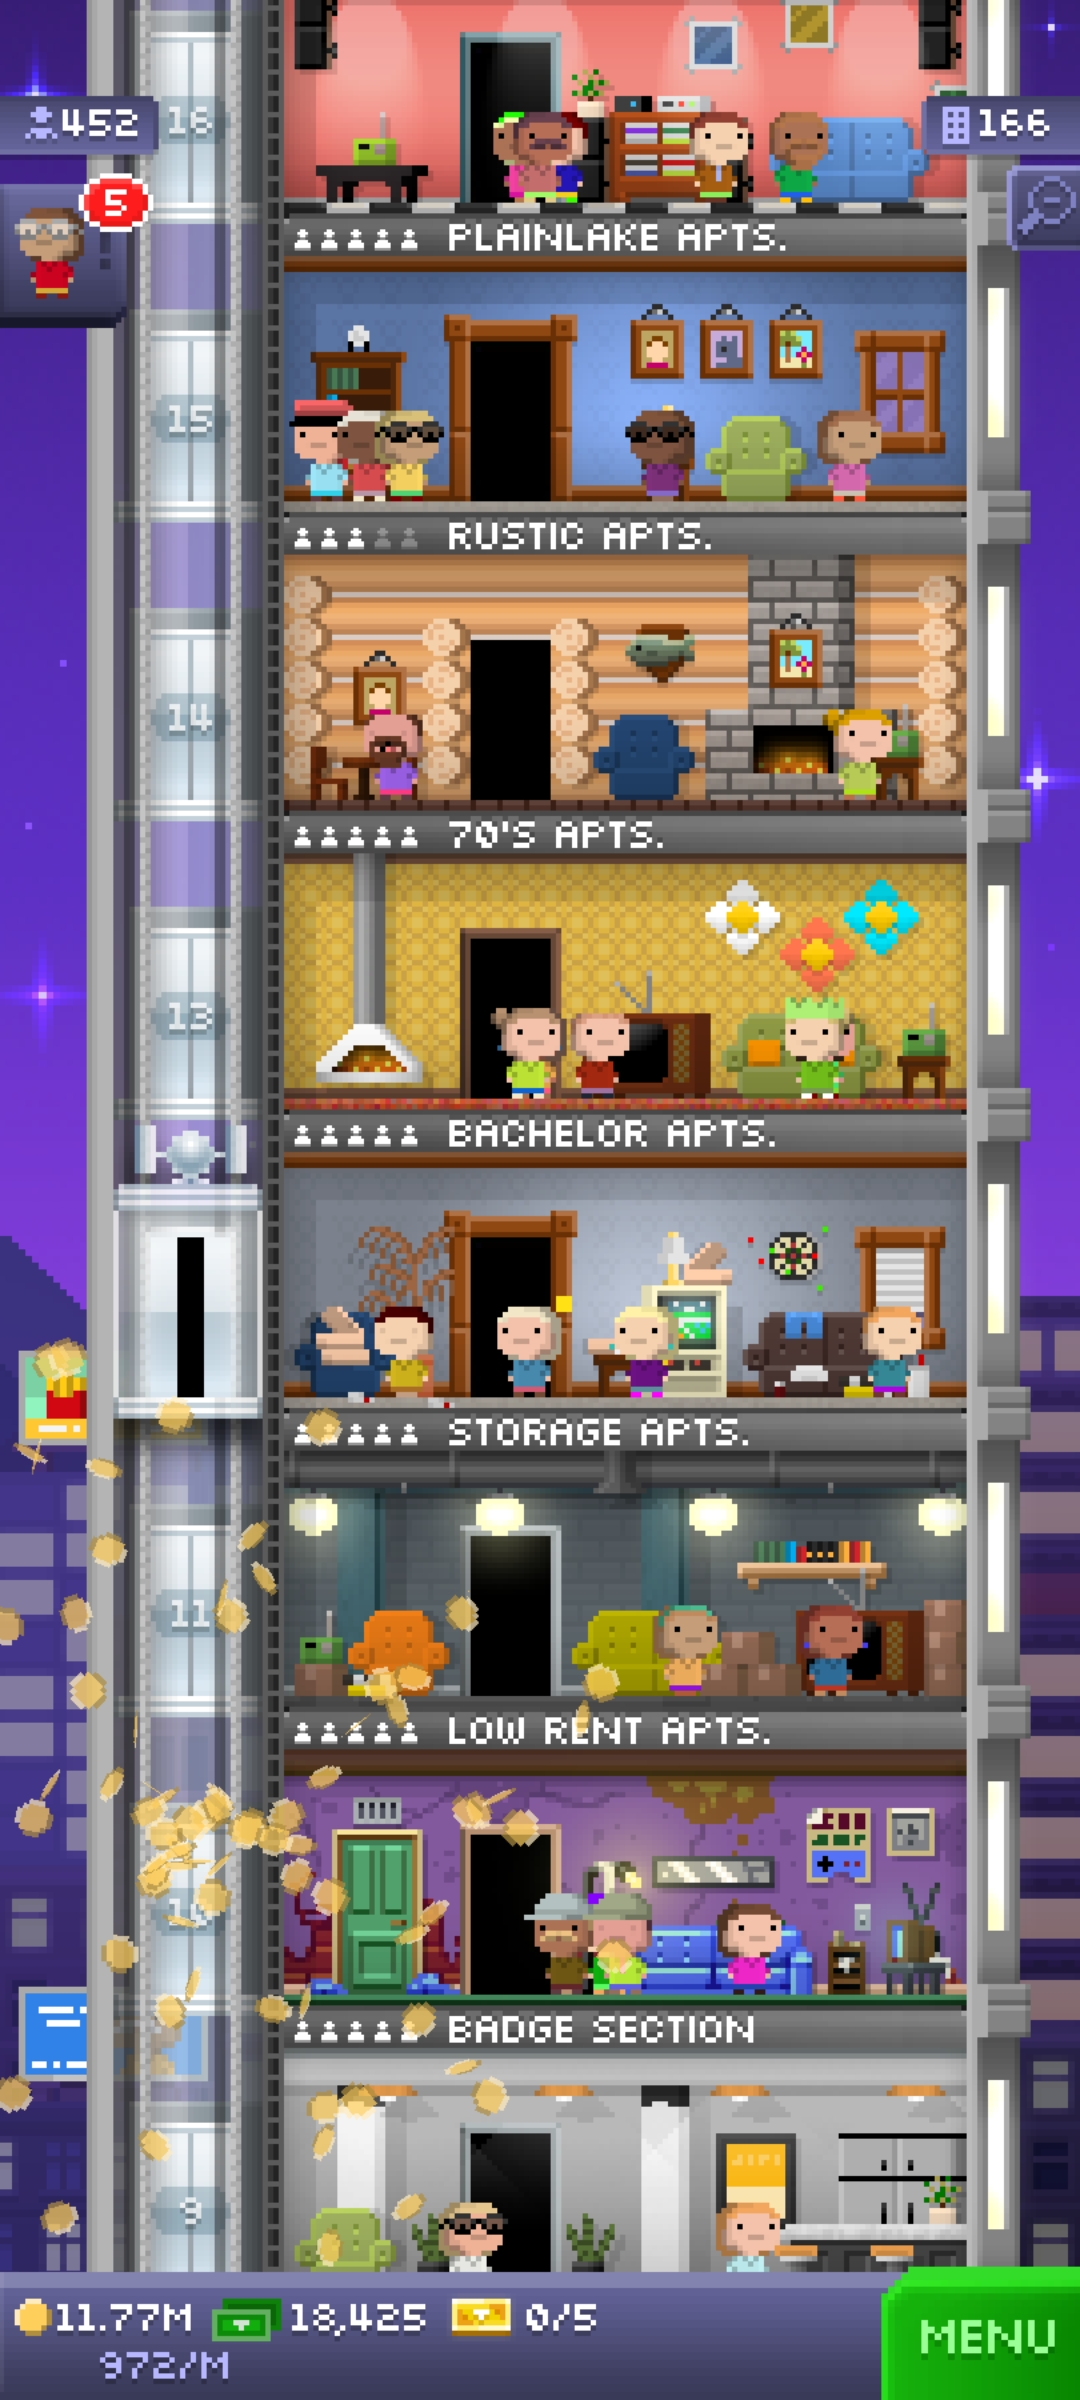 452
16
166
5
PLAINLAKE APTS.
15
RUSTIC APTS.
14
70'S APTS.
13
BACHELOR APTS.
STORAGE APTS.
11
LOW RENT APTS.
10
BADGE SECTION
9
11.77M 18,425 0/5
972/M
MENU